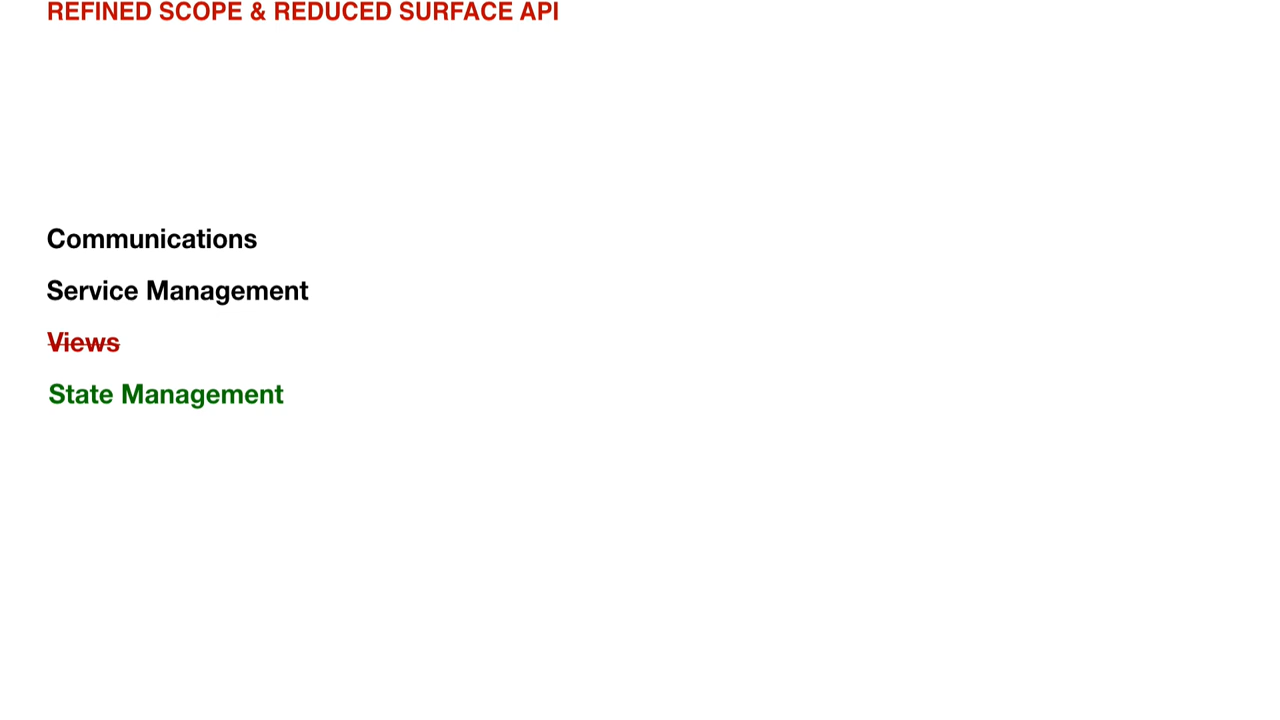 REFINED SCOPE & REDUCED SURFACE API
Communications
Service Management
Views
State Management